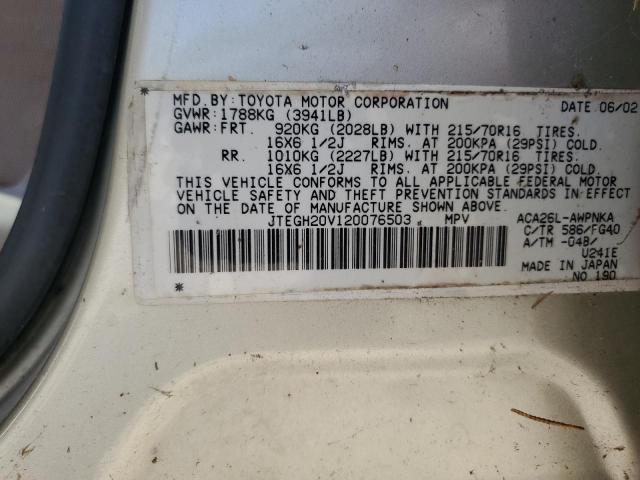 MFD. BY: TOYOTA MOTOR CORPORATION DATE 06/02
GVWR: 1788KG (3941LB)
GAWR: FRT. 920KG (2028LB) WITH 215/70R16 TIRES.
16X6 1/2J RIMS. AT 200KPA (29PSI) COLD.
RR. 1010KG (2227LB) WITH 215/70R16 TIRES.
16X6 1/2J RIMS. AT 200KPA (29PSI) COLD.
THIS VEHICLE CONFORMS TO ALL APPLICABLE FEDERAL MOTOR
VEHICLE SAFETY AND THEFT PREVENTION STANDARDS IN EFFECT
ON THE DATE OF MANUFACTURE SHOWN ABOVE.
JTEGH20V120076503 MPV ACA26L-AWPNKA
C/TR 586/FG40
A/TM -04B/
U241E
MADE IN JAPAN
NO.190